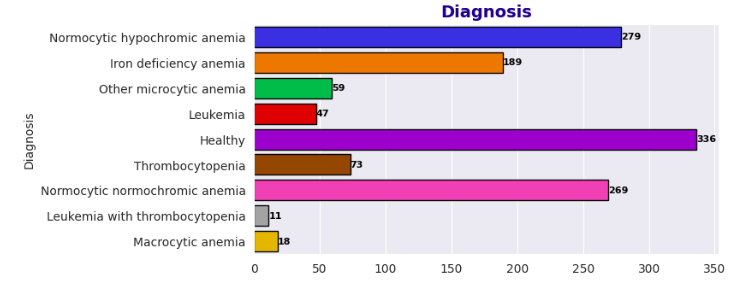 Diagnosis
Diagnosis
Normocytic hypochromic anemia 279
Iron deficiency anemia 189
Other microcytic anemia 59
Leukemia 47
Healthy 336
Thrombocytopenia 73
Normocytic normochromic anemia 269
Leukemia with thrombocytopenia 11
Macrocytic anemia 18
0 50 100 150 200 250 300 350